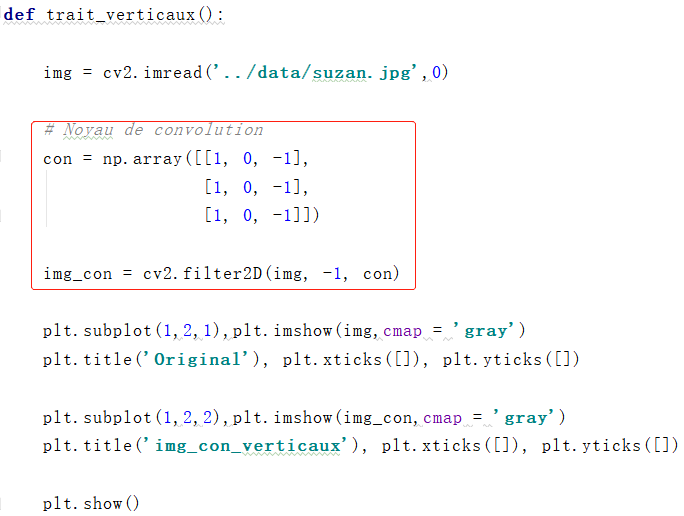 def trait_verticaux():
img = cv2.imread('../data/suzan.jpg',0)
# Noyau de convolution
con = np.array([[1, 0, -1],
[1, 0, -1],
[1, 0, -1]])
img_con = cv2.filter2D(img, -1, con)
plt.subplot(1,2,1),plt.imshow(img,cmap = 'gray')
plt.title('Original'), plt.xticks([]), plt.yticks([])
plt.subplot(1,2,2),plt.imshow(img_con,cmap = 'gray')
plt.title('img_con_verticaux'), plt.xticks([]), plt.yticks([])
plt.show()